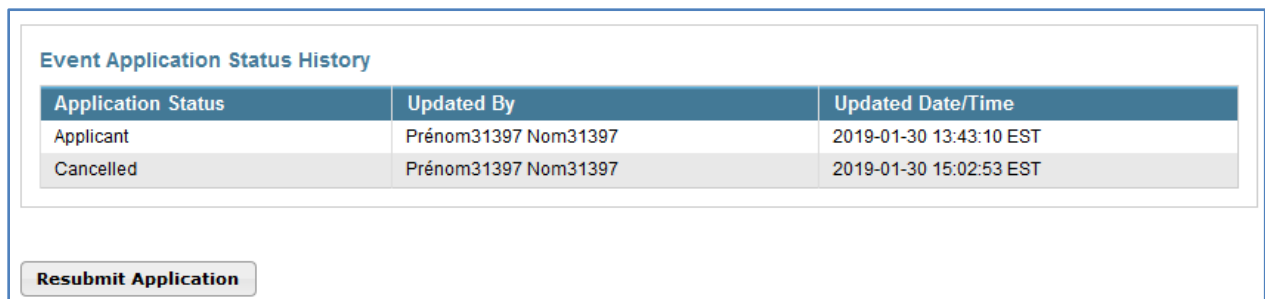 Event Application Status History
Application Status Updated By Updated Date/Time
Applicant Prénom31397 Nom31397 2019-01-30 13:43:10 EST
Cancelled Prénom31397 Nom31397 2019-01-30 15:02:53 EST
Resubmit Application